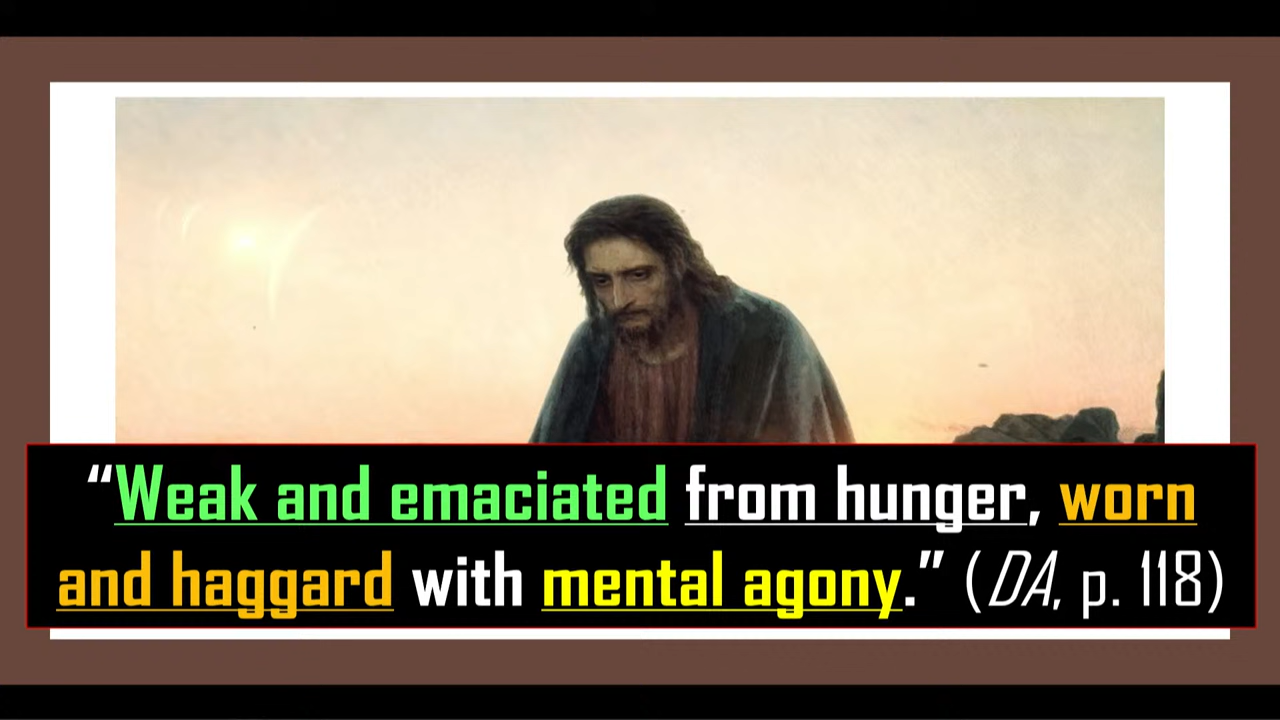 “Weak and emaciated from hunger, worn
and haggard with mental agony.” (DA, p. 118)